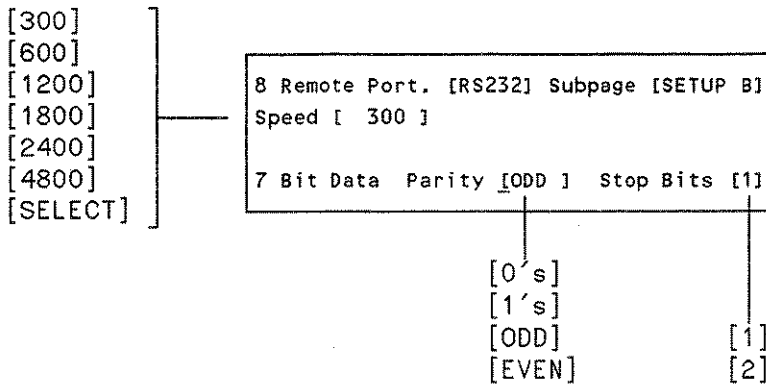 [300]
[600]
[1200]
[1800]
[2400]
[4800]
[SELECT]
8 Remote Port. [RS232] Subpage [SETUP B]
Speed [ 300 ]
7 Bit Data Parity [ODD ] Stop Bits [1]
[0's]
[1's]
[ODD]
[EVEN]
[1]
[2]